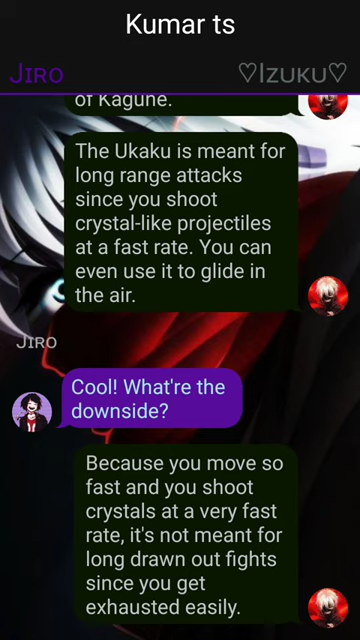 Kumar ts
Jiro ♡Izuku♡
of Kagune.
The Ukaku is meant for
long range attacks
since you shoot
crystal-like projectiles
at a fast rate. You can
even use it to glide in
the air.
Jiro
Cool! What're the
downside?
Because you move so
fast and you shoot
crystals at a very fast
rate, it's not meant for
long drawn out fights
since you get
exhausted easily.